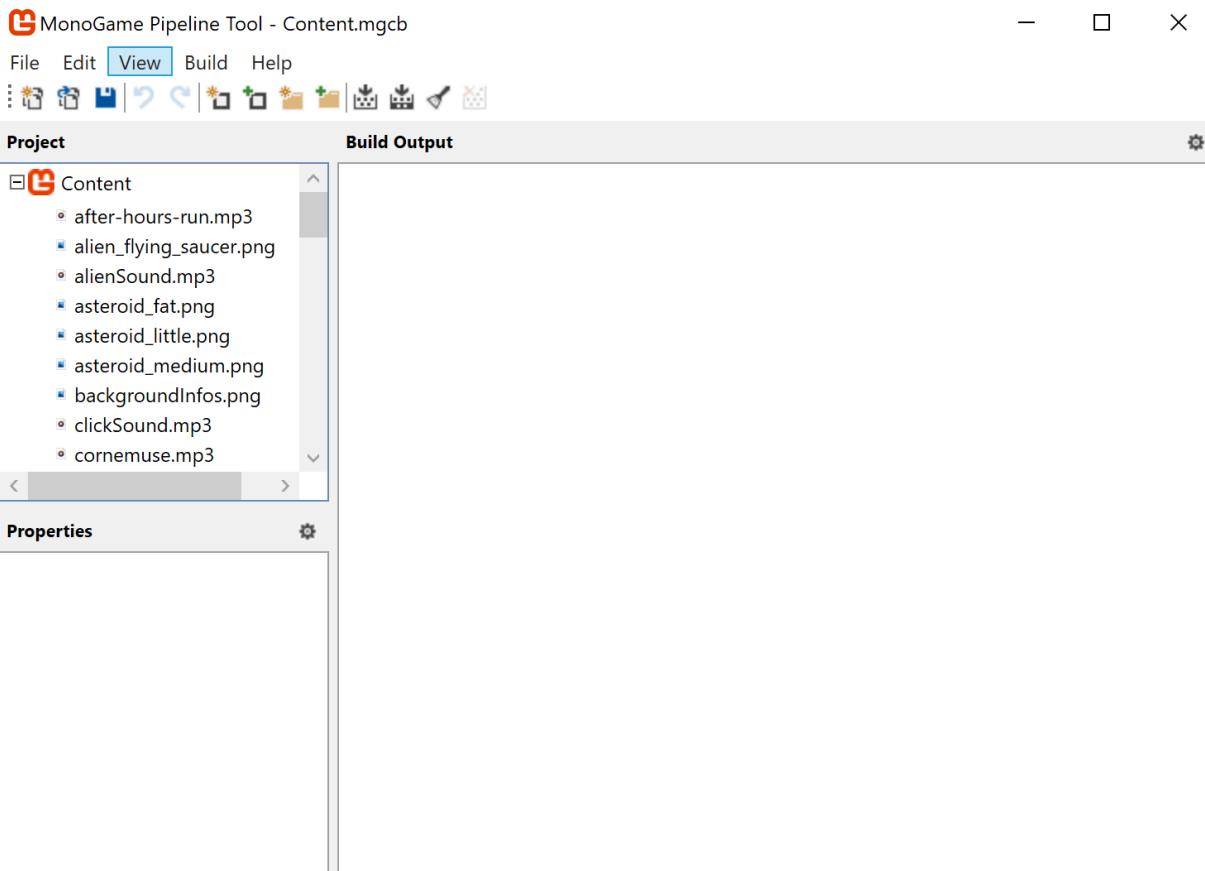 MonoGame Pipeline Tool - Content.mgcb
File Edit View Build Help
Project
Build Output
Content
after-hours-run.mp3
alien_flying_saucer.png
alienSound.mp3
asteroid_fat.png
asteroid_little.png
asteroid_medium.png
backgroundInfos.png
clickSound.mp3
cornemuse.mp3
Properties